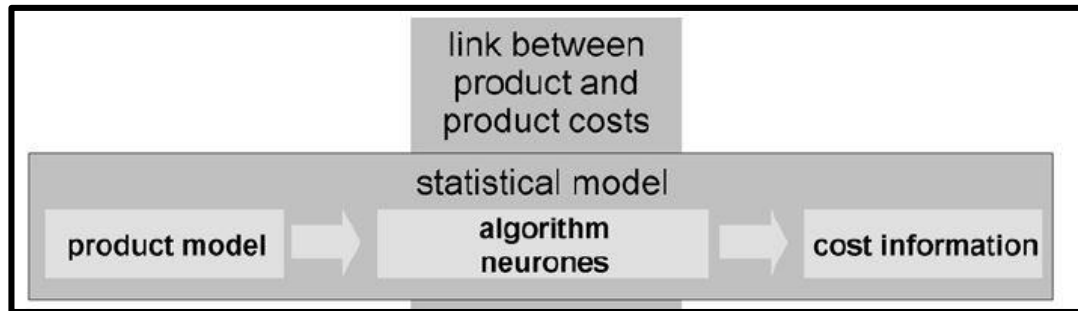 link between
product and
product costs
statistical model
product model
algorithm
neurones
cost information